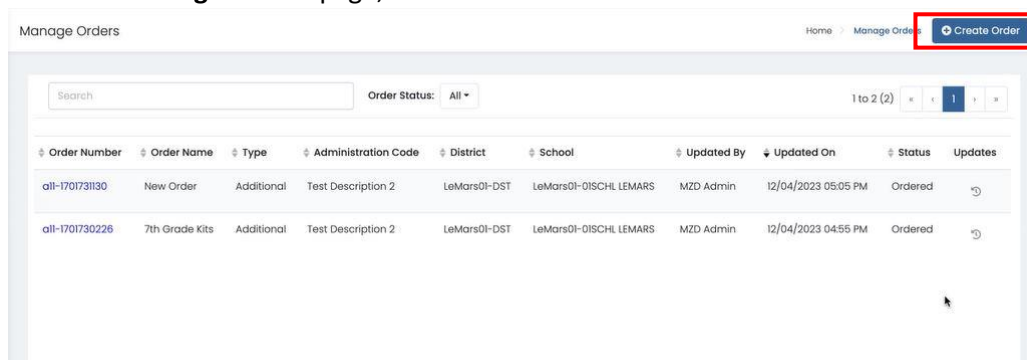 Manage Orders Home > Manage Orders Create Order
Search Order Status: All 1 to 2 (2) « ‹ 1 › »
Order Number Order Name Type Administration Code District School Updated By Updated On Status Updates
all-1701731130 New Order Additional Test Description 2 LeMars01-DST LeMars01-01SCHL LEMARS MZD Admin 12/04/2023 05:05 PM Ordered
all-1701730226 7th Grade Kits Additional Test Description 2 LeMars01-DST LeMars01-01SCHL LEMARS MZD Admin 12/04/2023 04:55 PM Ordered